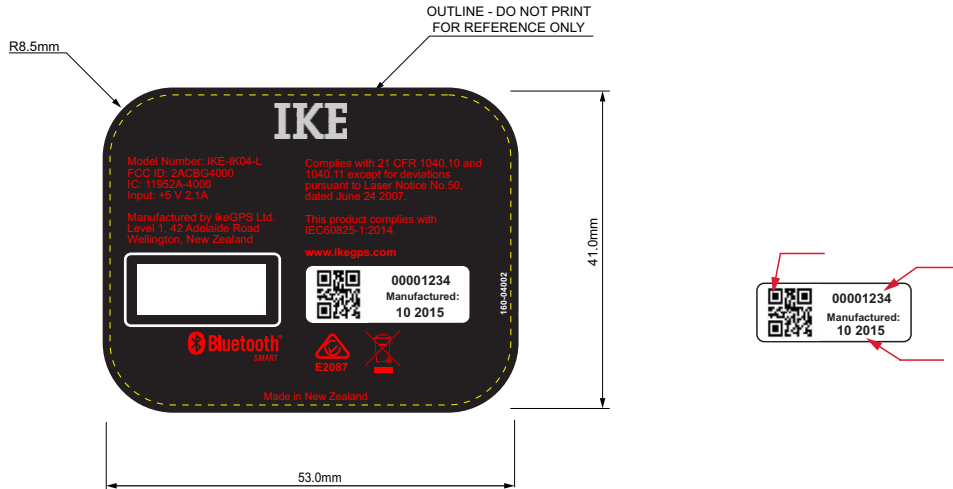 OUTLINE - DO NOT PRINT
FOR REFERENCE ONLY
R8.5mm
IKE
Model Number: IKE-IK04-L
FCC ID: 2ACBG4000
IC: 11952A-4000
Input: +5 V 2.1A
Manufactured by ikeGPS Ltd.
Level 1, 42 Adelaide Road
Wellington, New Zealand
Complies with 21 CFR 1040.10 and
1040.11 except for deviations
pursuant to Laser Notice No.50,
dated June 24 2007.
This product complies with
IEC60825-1:2014.
www.ikegps.com
00001234
Manufactured:
10 2015
160-04002
Bluetooth®
SMART
E2087
Made in New Zealand
41.0mm
53.0mm
00001234
Manufactured:
10 2015